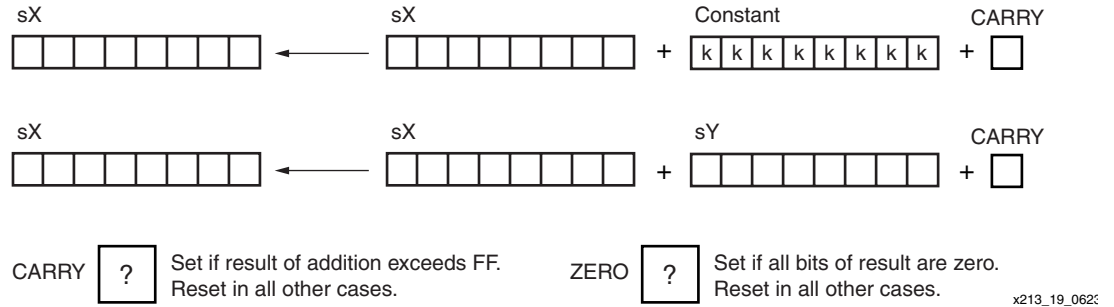 sX sX Constant CARRY
+ k k k k k k k k +
sX sX sY CARRY
+ +
CARRY ? Set if result of addition exceeds FF. ZERO ? Set if all bits of result are zero.
Reset in all other cases. Reset in all other cases.
x213_19_0623